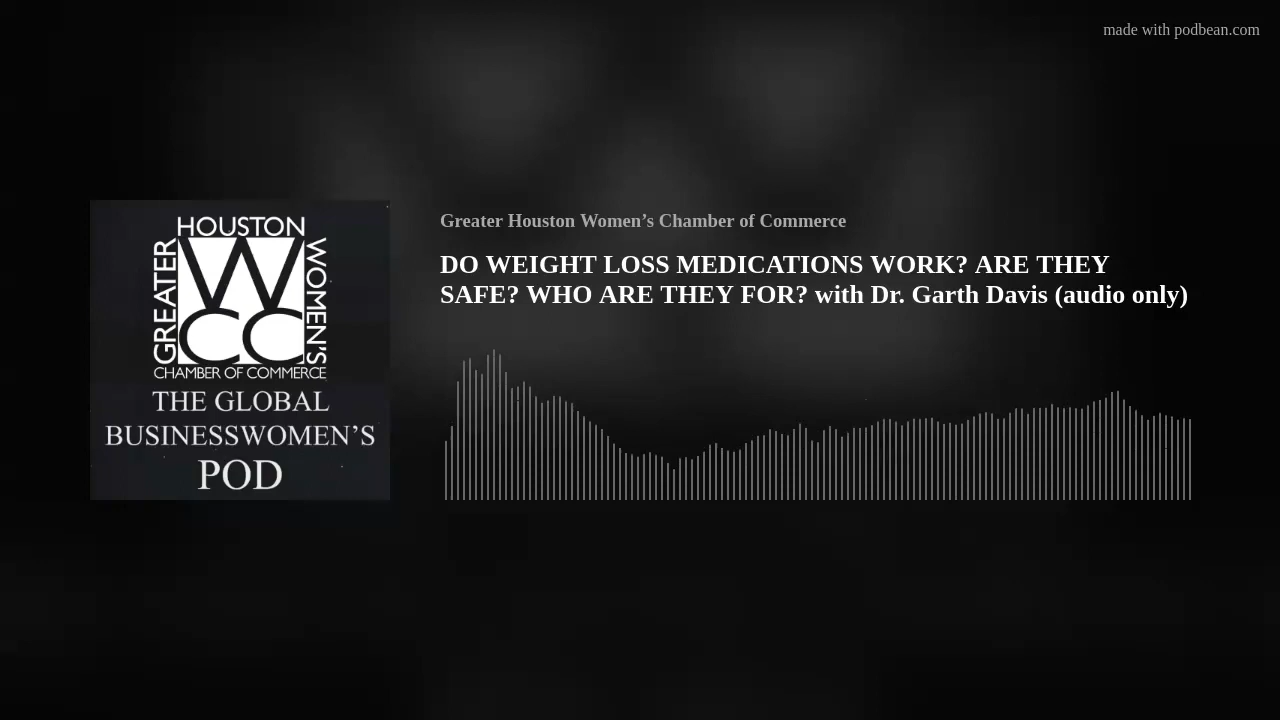 made with podbean.com
GREATER
HOUSTON
WOMEN'S
WCC
CHAMBER OF COMMERCE
THE GLOBAL
BUSINESSWOMEN'S
POD
Greater Houston Women’s Chamber of Commerce
DO WEIGHT LOSS MEDICATIONS WORK? ARE THEY
SAFE? WHO ARE THEY FOR? with Dr. Garth Davis (audio only)